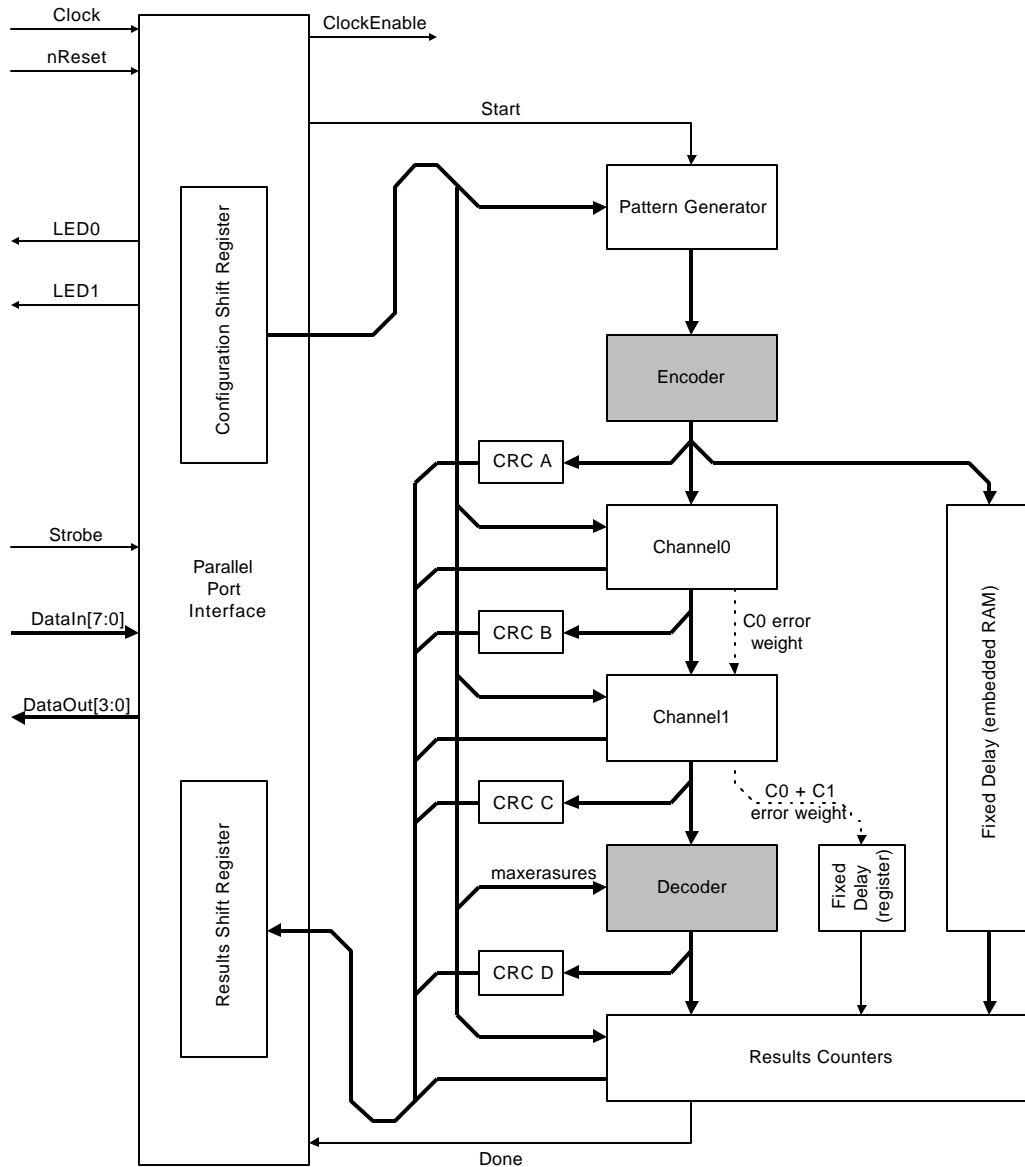 Clock
ClockEnable
nReset
Start
Pattern Generator
Configuration Shift Register
LED0
LED1
Encoder
CRC A
Strobe
Channel0
Parallel
Port
Interface
DataIn[7:0]
CRC B
C0 error
weight
Fixed Delay (embedded RAM)
DataOut[3:0]
Channel1
CRC C
C0 + C1
error weight
Results Shift Register
maxerasures
Decoder
Fixed
Delay
(register)
CRC D
Results Counters
Done